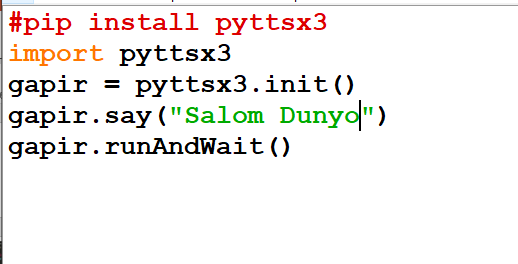 #pip install pyttsx3
import pyttsx3
gapir = pyttsx3.init()
gapir.say("Salom Dunyo")
gapir.runAndWait()